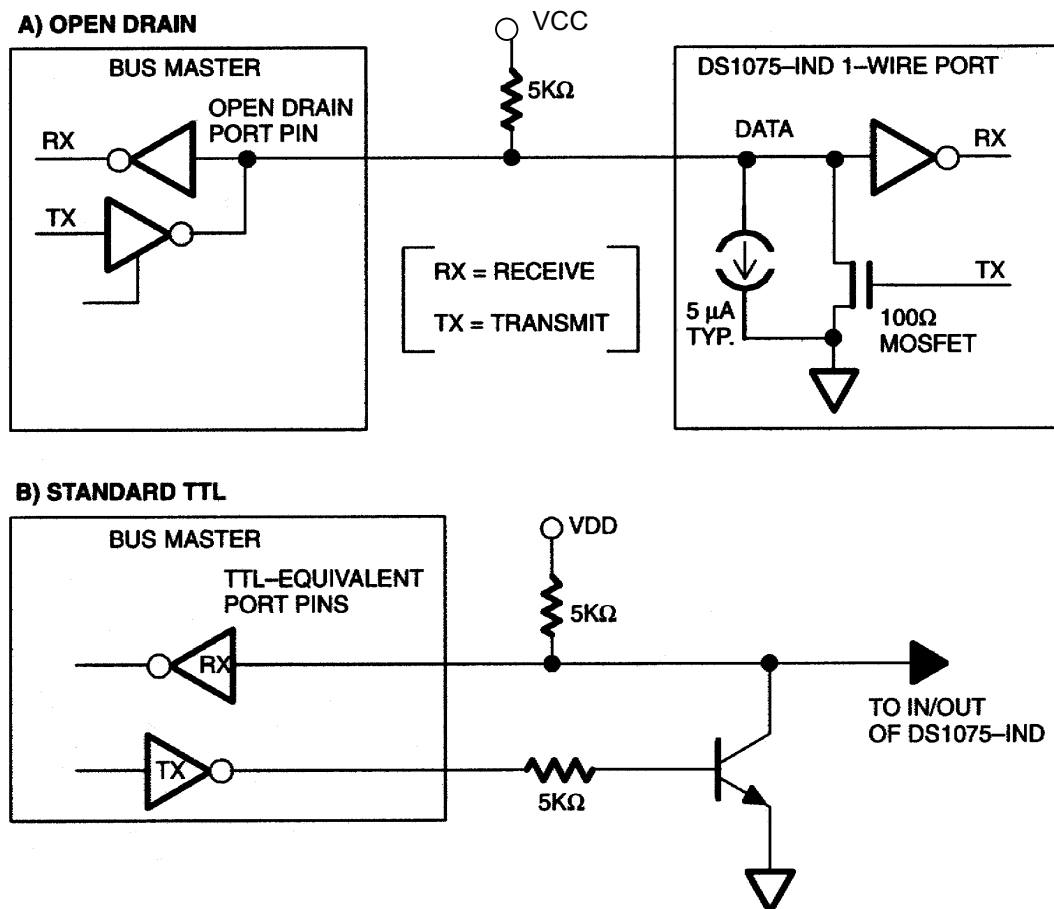 A) OPEN DRAIN
VCC
BUS MASTER
5KΩ
DS1075–IND 1–WIRE PORT
OPEN DRAIN
PORT PIN
RX
TX
DATA
RX
TX
RX = RECEIVE
TX = TRANSMIT
5 µA
TYP.
100Ω
MOSFET
B) STANDARD TTL
BUS MASTER
VDD
TTL–EQUIVALENT
PORT PINS
5KΩ
RX
TO IN/OUT
OF DS1075–IND
TX
5KΩ